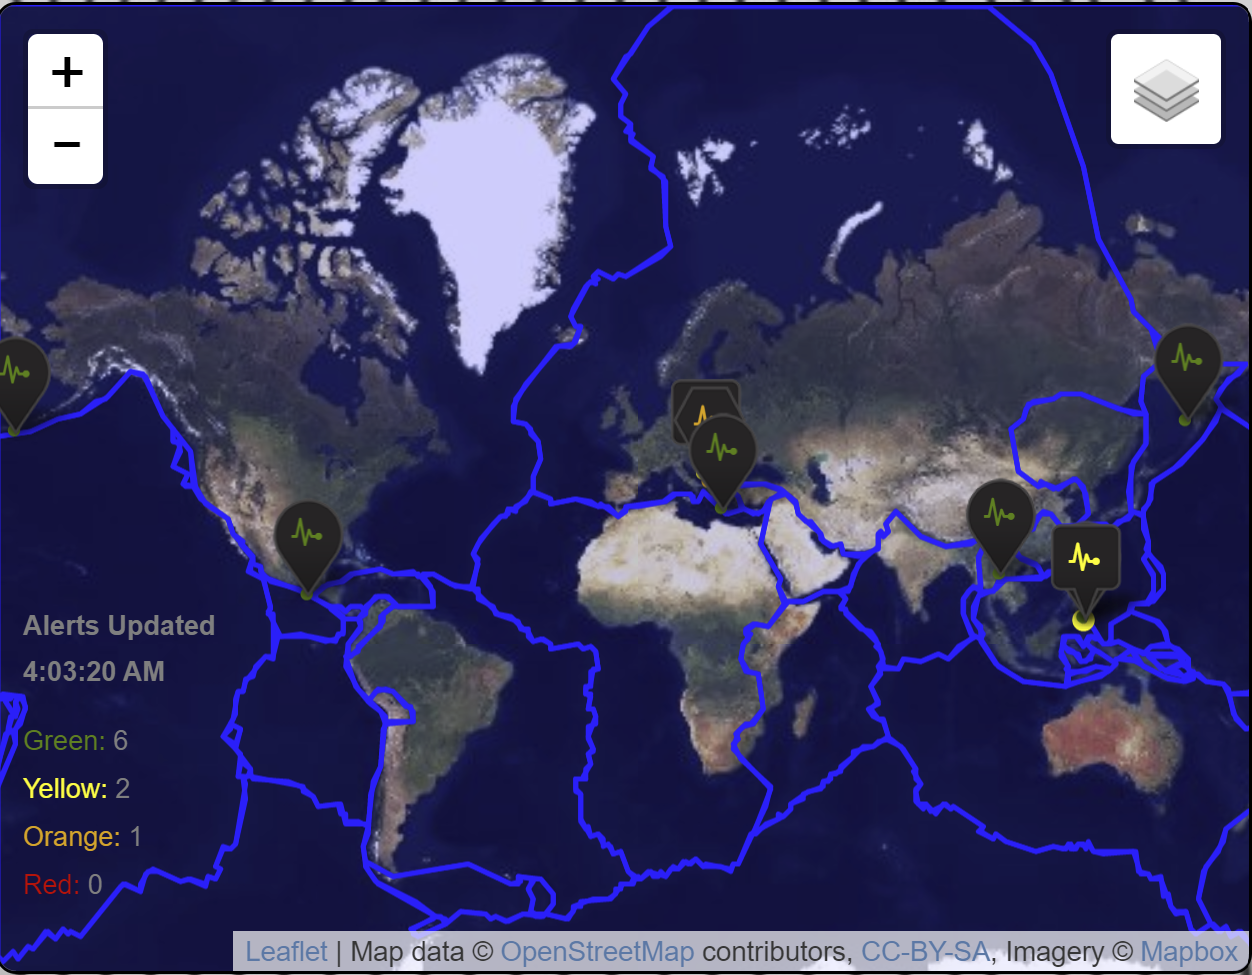 +
−
Alerts Updated
4:03:20 AM
Green: 6
Yellow: 2
Orange: 1
Red: 0
Leaflet | Map data © OpenStreetMap contributors, CC-BY-SA, Imagery © Mapbox